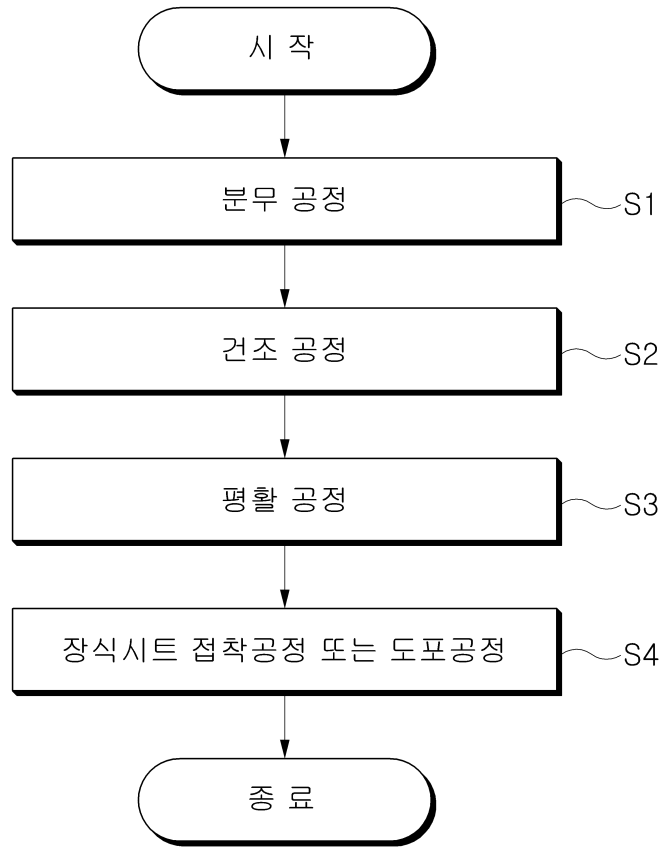 시 작
분무 공정
S1
건조 공정
S2
평활 공정
S3
장식시트 접착공정 또는 도포공정
S4
종 료